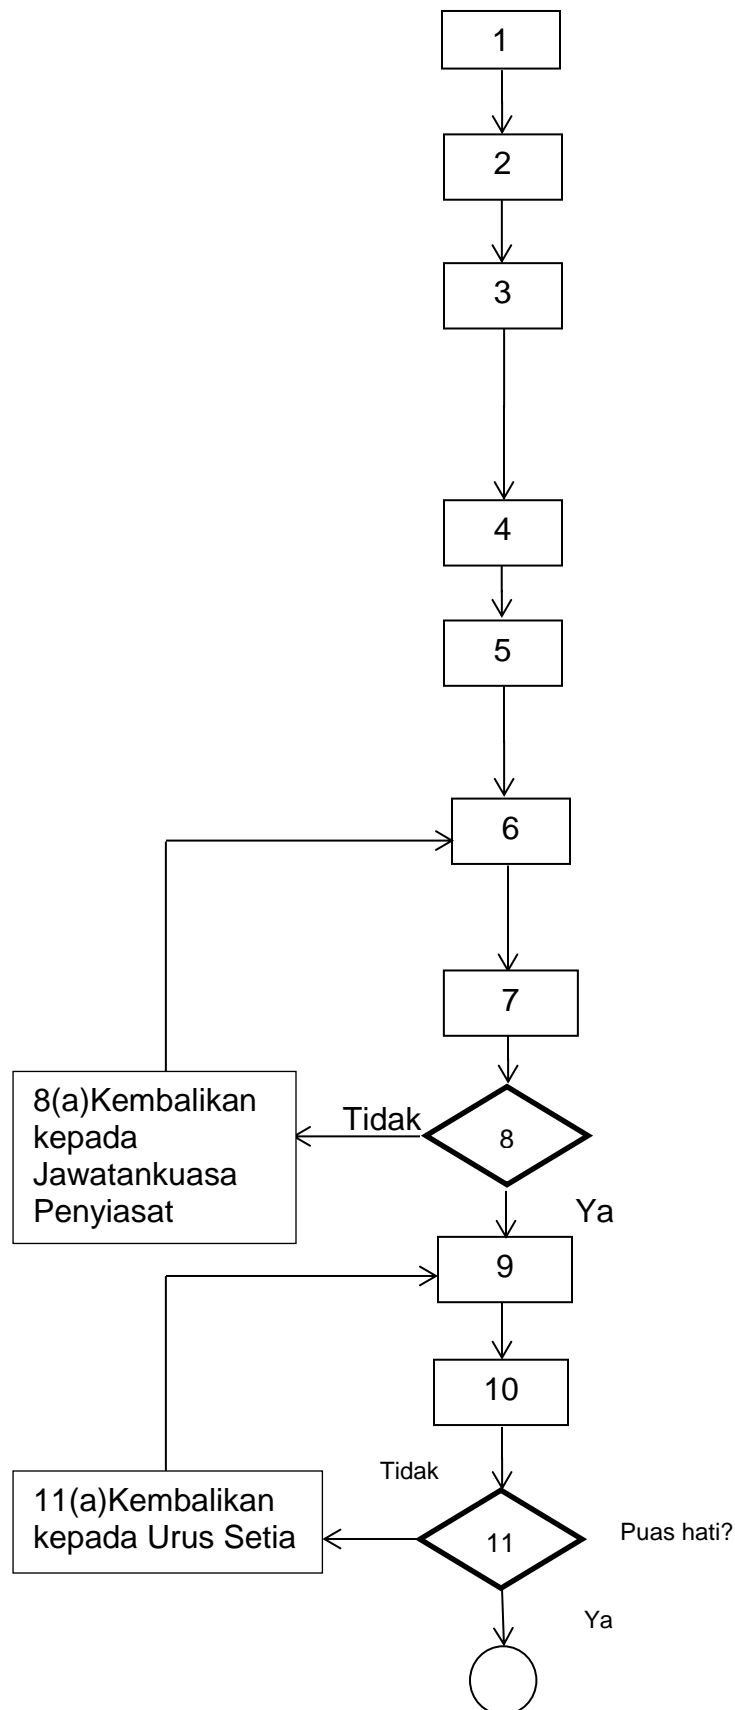 1
2
3
4
5
6
7
8(a)Kembalikan
kepada
Jawatankuasa
Penyiasat
Tidak
8
Ya
9
10
Tidak
11(a)Kembalikan
kepada Urus Setia
11
Puas hati?
Ya